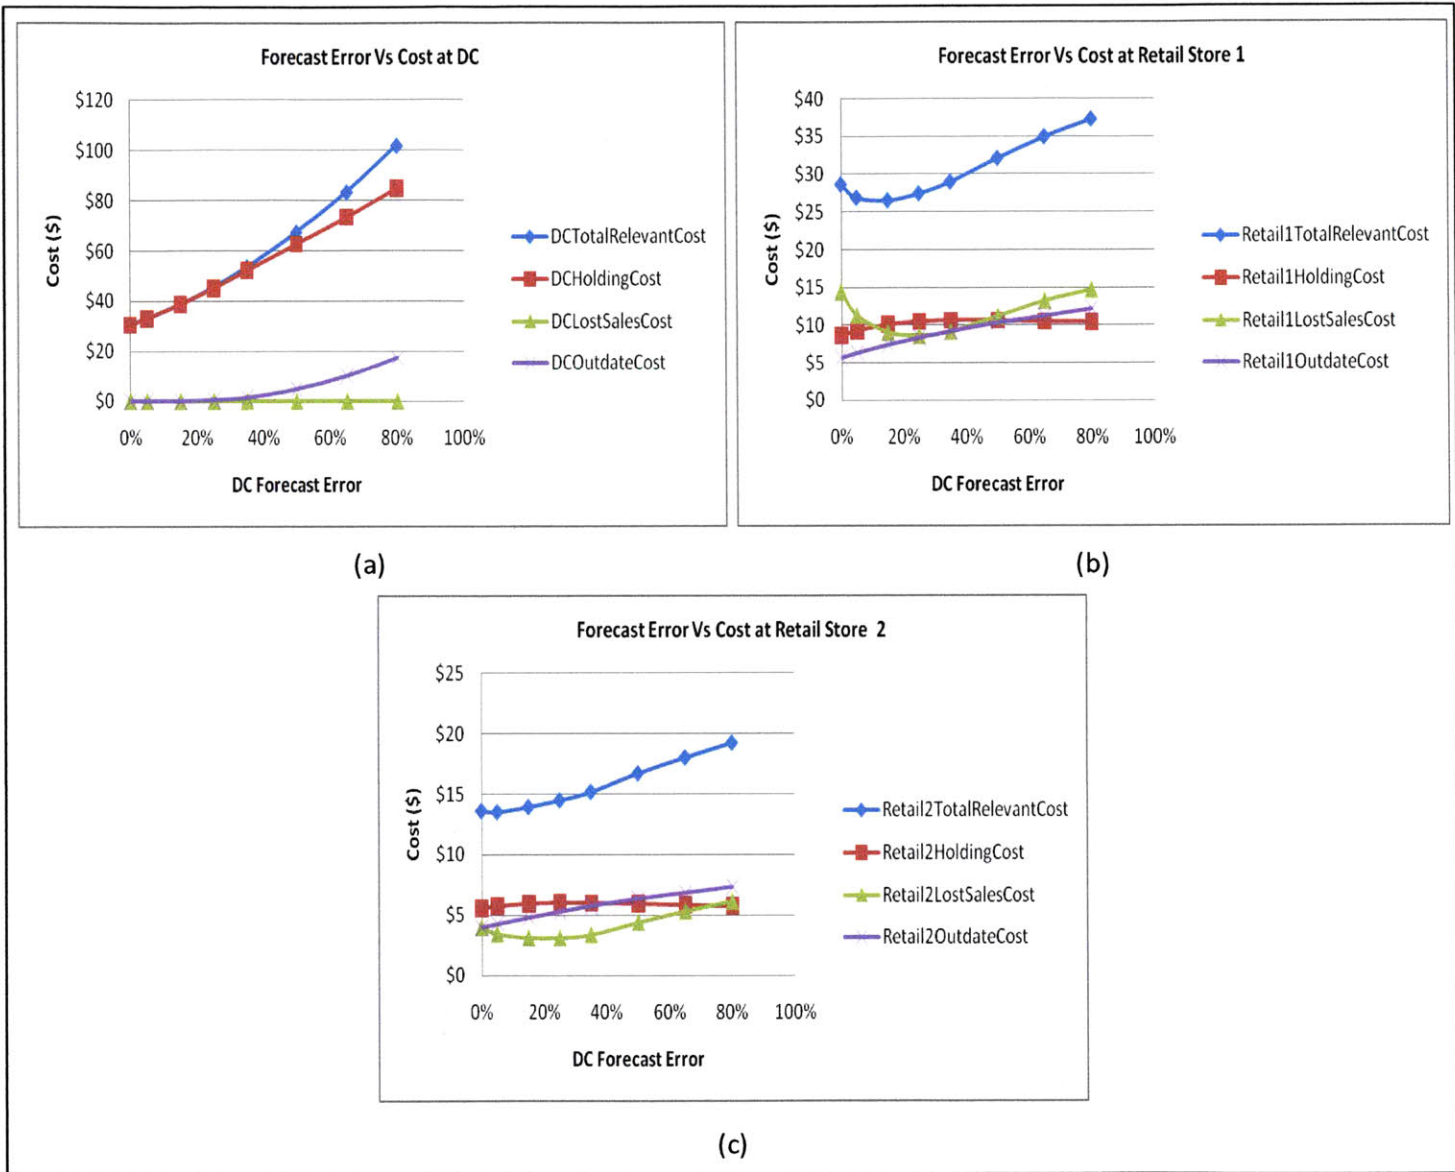 Forecast Error Vs Cost at DC
$120
$100
$80
$60
$40
$20
$0
Cost ($)
0% 20% 40% 60% 80% 100%
DC Forecast Error
DCTotalRelevantCost
DCHoldingCost
DCLostSalesCost
DCOutdateCost
(a)
Forecast Error Vs Cost at Retail Store 1
$40
$35
$30
$25
$20
$15
$10
$5
$0
Cost ($)
0% 20% 40% 60% 80% 100%
DC Forecast Error
Retail1TotalRelevantCost
Retail1HoldingCost
Retail1LostSalesCost
Retail1OutdateCost
(b)
Forecast Error Vs Cost at Retail Store 2
$25
$20
$15
$10
$5
$0
Cost ($)
0% 20% 40% 60% 80% 100%
DC Forecast Error
Retail2TotalRelevantCost
Retail2HoldingCost
Retail2LostSalesCost
Retail2OutdateCost
(c)